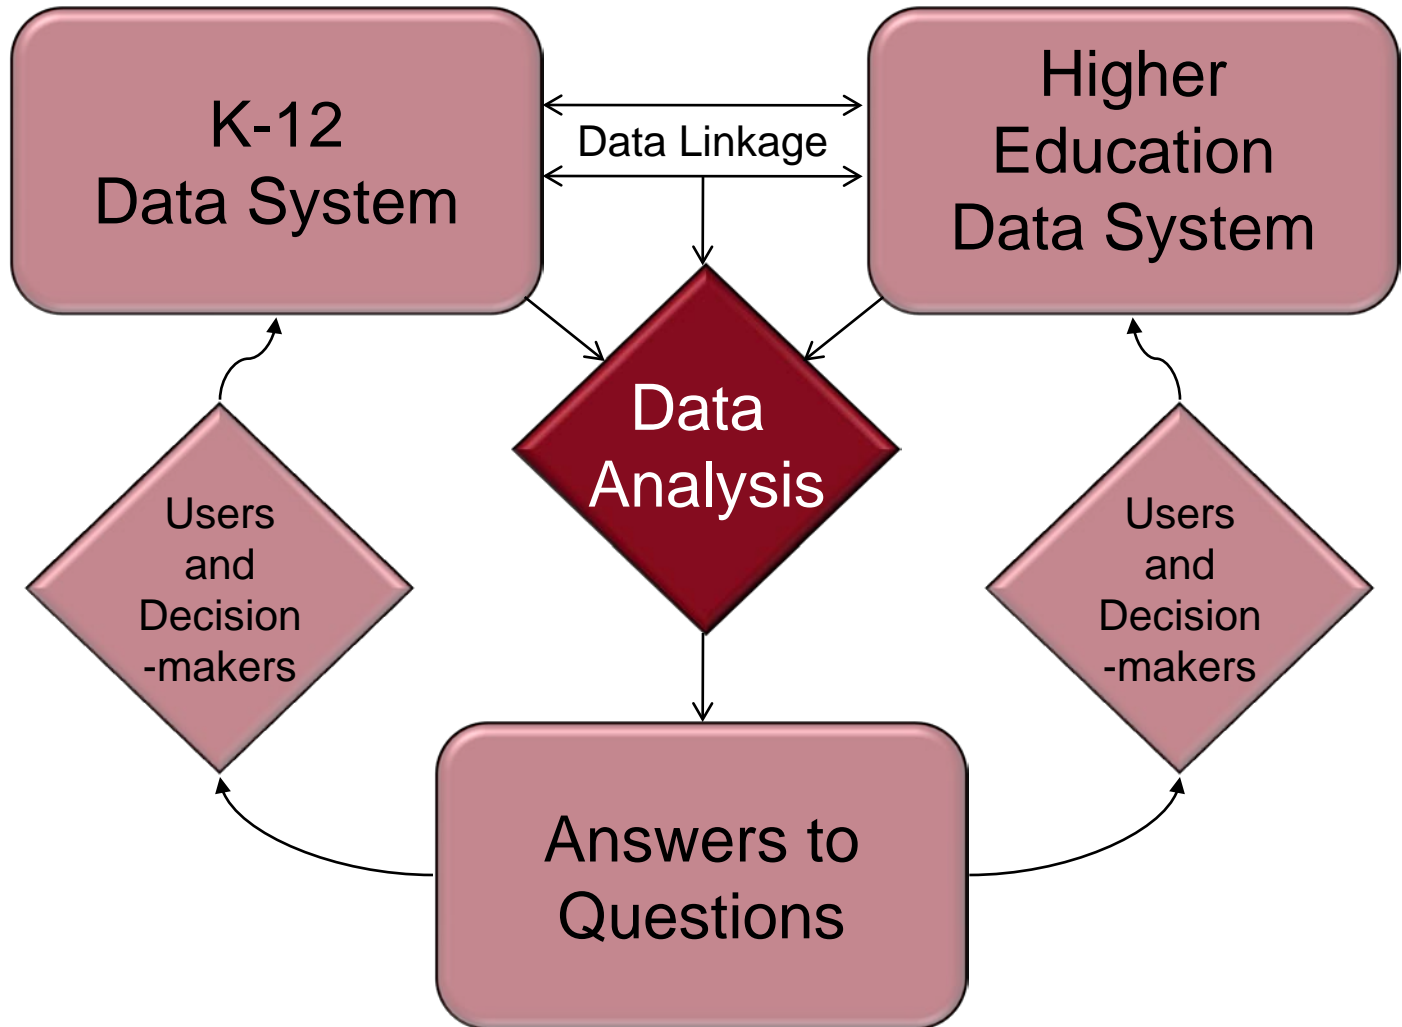 K-12
Data System
Data Linkage
Higher
Education
Data System
Data
Analysis
Users
and
Decision
-makers
Users
and
Decision
-makers
Answers to
Questions